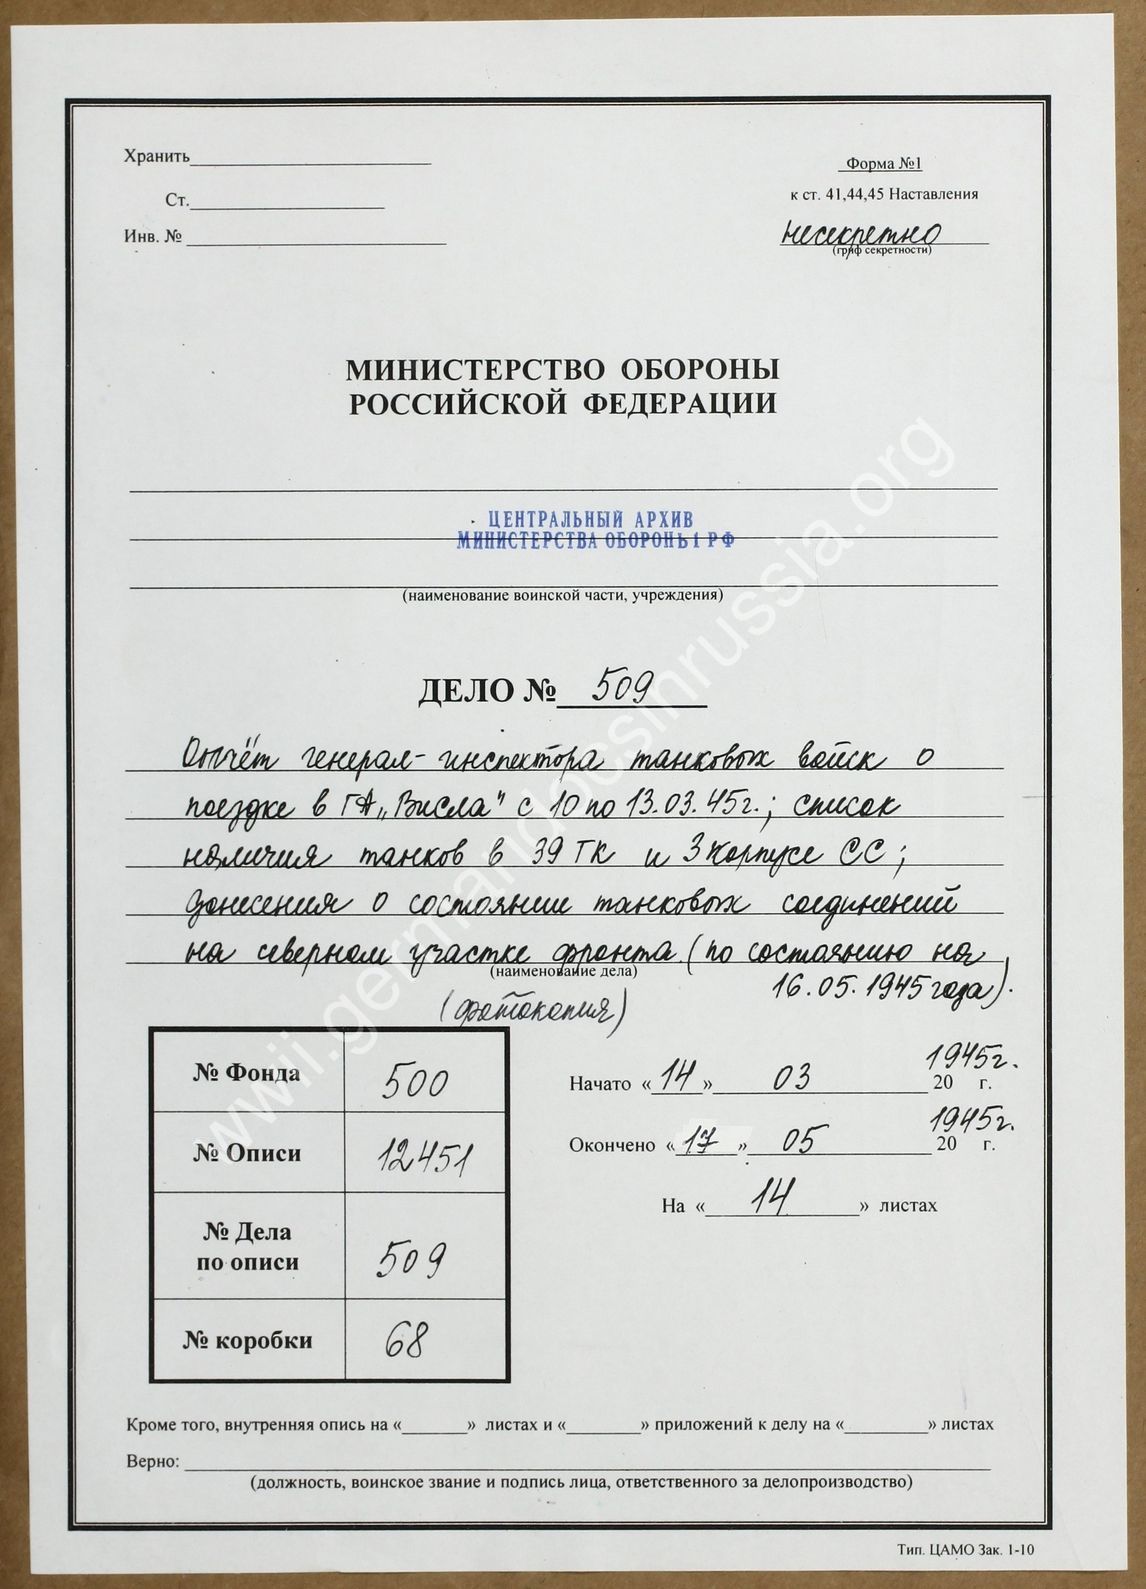 Хранить
Форма №1
Ст.
к ст. 41,44,45 Наставления
Инв. №
несекретно
(гриф секретности)
МИНИСТЕРСТВО ОБОРОНЫ
РОССИЙСКОЙ ФЕДЕРАЦИИ
ЦЕНТРАЛЬНЫЙ АРХИВ
МИНИСТЕРСТВА ОБОРОНЫ РФ
(наименование воинской части, учреждения)
ДЕЛО № 509
Отчёт генерал-инспектора танковых войск о
поездке в ГА „Висла" с 10 по 13.03.45г.; список
наличия танков в 39 ТК и 3 корпусе СС;
донесения о состоянии танковых соединений
на северном участке фронта (по состоянию на
(наименование дела)
16.05.1945 года).
(фотокопия)
№ Фонда 500
№ Описи 12451
№ Дела
по описи 509
№ коробки 68
Начато «14» 03 1945г.
20 г.
Окончено «17» 05 1945г.
20 г.
На « 14 » листах
Кроме того, внутренняя опись на « » листах и « » приложений к делу на « » листах
Верно:
(должность, воинское звание и подпись лица, ответственного за делопроизводство)
Тип. ЦАМО Зак. 1-10
wwii.germandocsinrussia.org